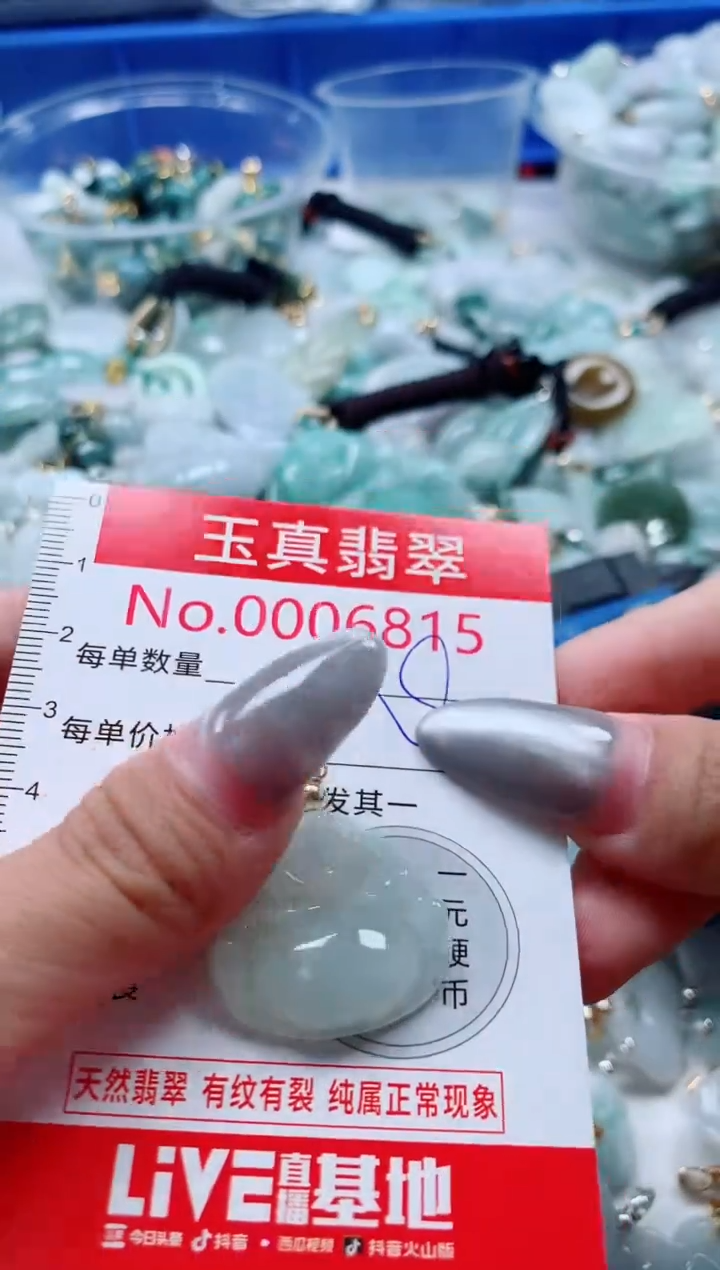 玉真翡翠
No.0006815
0
1
2
3
4
每单数量
每单价
发其一
一元硬币
天然翡翠 有纹有裂 纯属正常现象
LiVE直播基地
今日头条 抖音 • 西瓜视频 抖音火山版